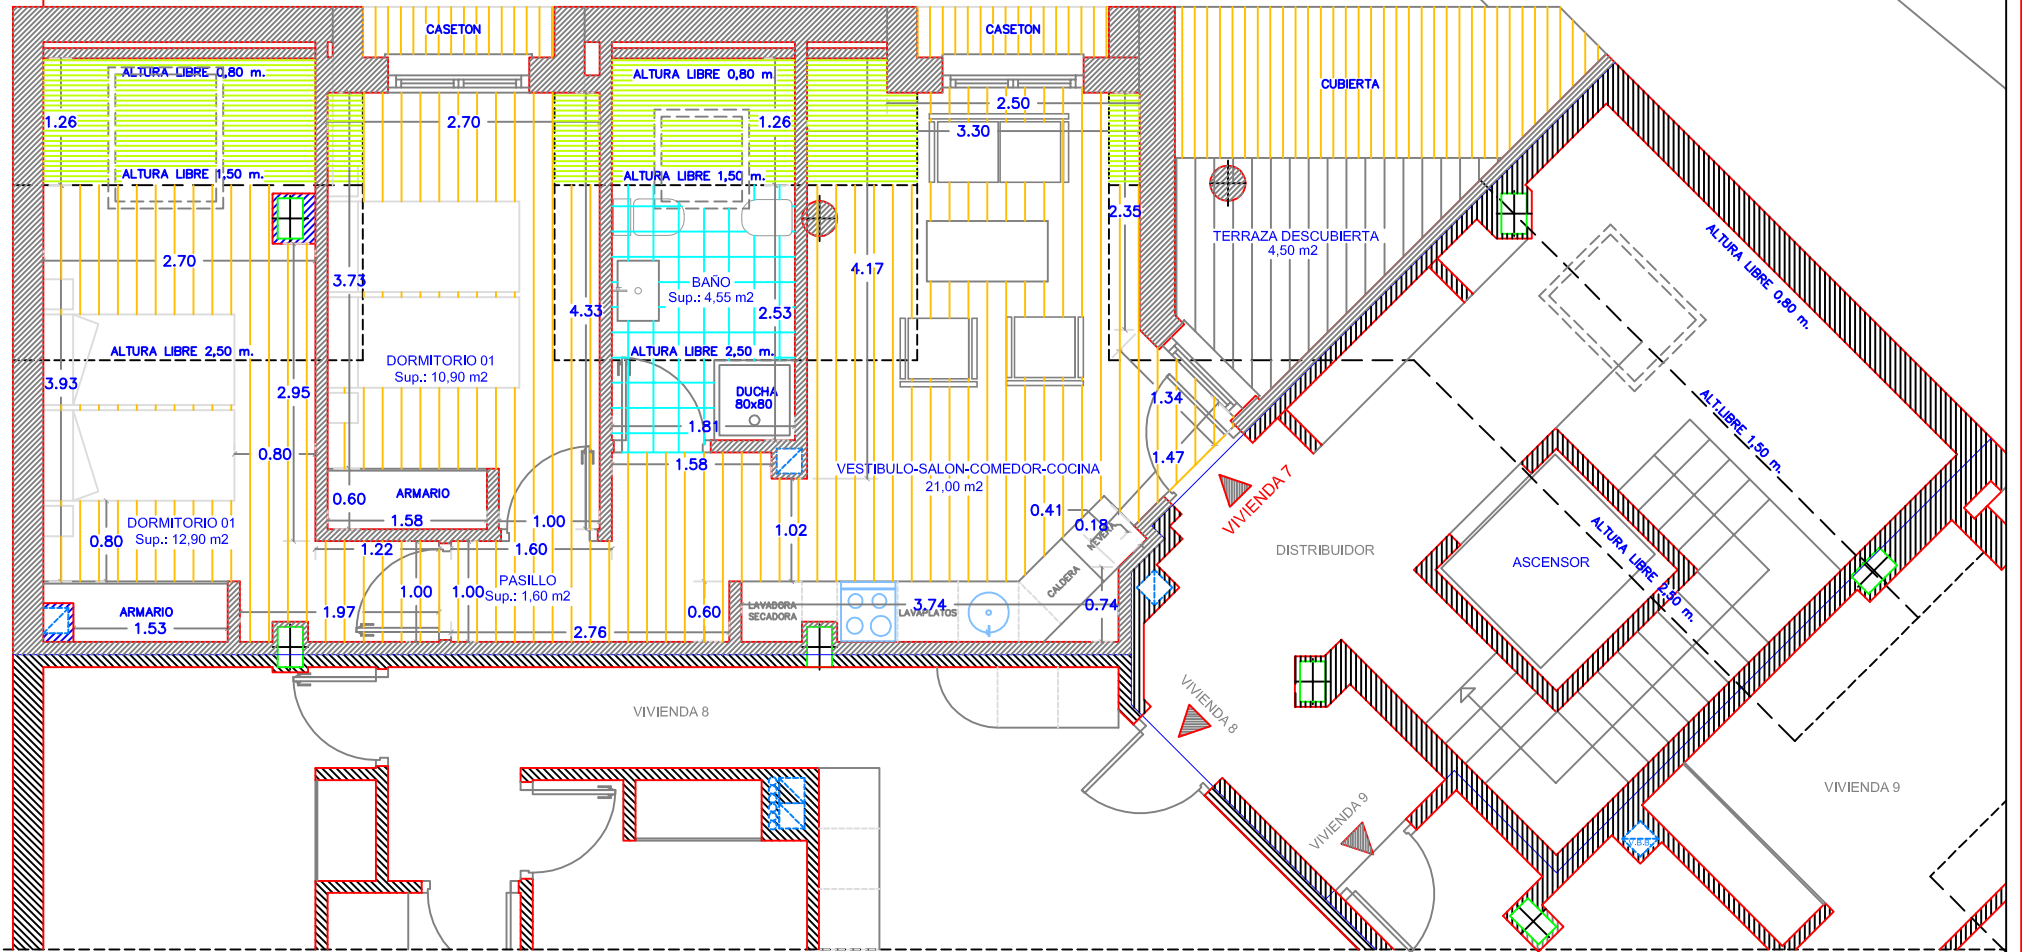 CASETON
CASETON
ALTURA LIBRE 0,80 m.
ALTURA LIBRE 0,80 m.
CUBIERTA
1.26
2.70
1.26
2.50
3.30
ALTURA LIBRE 1,50 m.
ALTURA LIBRE 1,50 m.
2.35
TERRAZA DESCUBIERTA
4,50 m2
ALTURA LIBRE 0,80 m.
2.70
3.73
4.33
BAÑO
Sup.: 4,55 m2
2.53
4.17
ALTURA LIBRE 2,50 m.
ALTURA LIBRE 2,50 m.
DORMITORIO 01
Sup.: 10,90 m2
3.93
2.95
DUCHA
80x80
1.34
ALT.LIBRE 1,50 m.
1.81
0.80
1.58
VESTIBULO-SALON-COMEDOR-COCINA
21,00 m2
1.47
VIVIENDA 7
0.60
ARMARIO
1.58
1.00
0.41
0.18
NEVERA
DORMITORIO 01
Sup.: 12,90 m2
0.80
1.02
1.22
1.60
DISTRIBUIDOR
ASCENSOR
ALTURA LIBRE 2,50 m.
PASILLO
Sup.: 1,60 m2
1.00
1.00
CALDERA
ARMARIO
1.53
1.97
2.76
0.60
LAVADORA
SECADORA
3.74
LAVAPLATOS
0.74
VIVIENDA 8
VIVIENDA 8
VIVIENDA 9
VIVIENDA 9